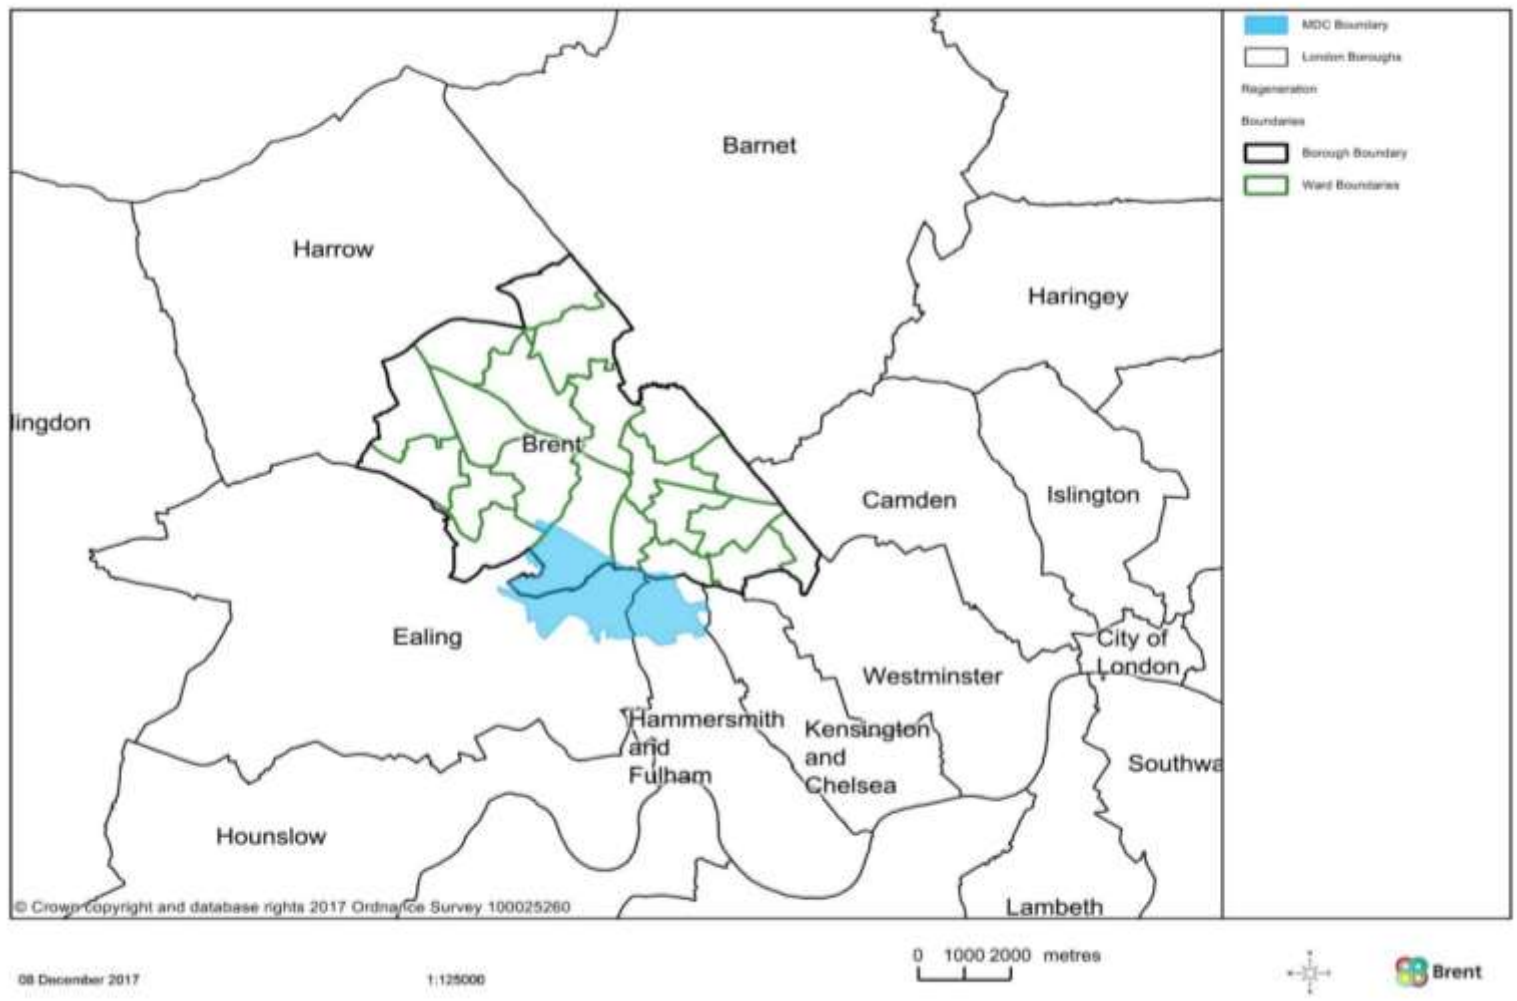 MDC Boundary
London Boroughs
Regeneration
Boundaries
Borough Boundary
Ward Boundaries
Barnet
Harrow
Haringey
lingdon
Brent
Camden
Islington
Ealing
City of
London
Westminster
Hammersmith
and
Fulham
Kensington
and
Chelsea
Southwa
Hounslow
Lambeth
© Crown copyright and database rights 2017 Ordnance Survey 100025260
0 1000 2000 metres
08 December 2017
1:125000
Brent